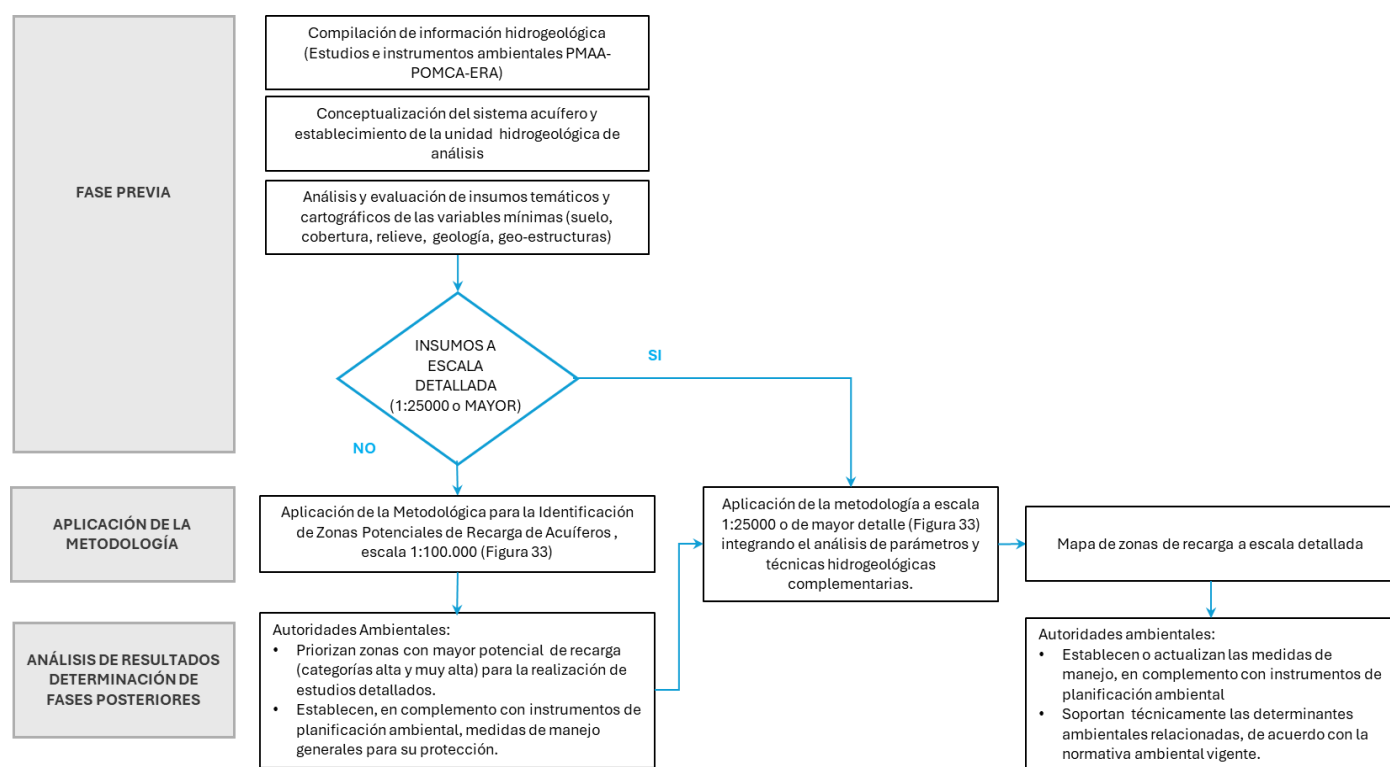 FASE PREVIA
Compilación de información hidrogeológica
(Estudios e instrumentos ambientales PMAA-
POMCA-ERA)
Conceptualización del sistema acuífero y
establecimiento de la unidad hidrogeológica de
análisis
Análisis y evaluación de insumos temáticos y
cartográficos de las variables mínimas (suelo,
cobertura, relieve, geología, geo-estructuras)
INSUMOS A
ESCALA
DETALLADA
(1:25000 o MAYOR)
SI
NO
APLICACIÓN DE LA
METODOLOGÍA
Aplicación de la Metodológica para la Identificación
de Zonas Potenciales de Recarga de Acuíferos ,
escala 1:100.000 (Figura 33)
Aplicación de la metodología a escala
1:25000 o de mayor detalle (Figura 33)
integrando el análisis de parámetros y
técnicas hidrogeológicas
complementarias.
Mapa de zonas de recarga a escala detallada
ANÁLISIS DE RESULTADOS
DETERMINACIÓN DE
FASES POSTERIORES
Autoridades Ambientales:
• Priorizan zonas con mayor potencial de recarga
(categorías alta y muy alta) para la realización de
estudios detallados.
• Establecen, en complemento con instrumentos de
planificación ambiental, medidas de manejo
generales para su protección.
Autoridades ambientales:
• Establecen o actualizan las medidas de
manejo, en complemento con instrumentos de
planificación ambiental
• Soportan técnicamente las determinantes
ambientales relacionadas, de acuerdo con la
normativa ambiental vigente.